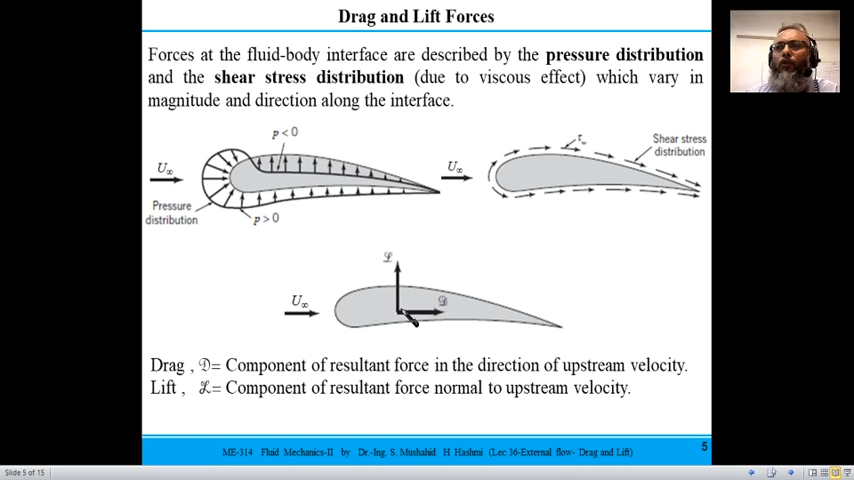 Drag and Lift Forces
Forces at the fluid-body interface are described by the pressure distribution
and the shear stress distribution (due to viscous effect) which vary in
magnitude and direction along the interface.
p < 0
U∞
Pressure
distribution
p > 0
τw
Shear stress
distribution
U∞
ℒ
U∞
𝒟
Drag , 𝒟= Component of resultant force in the direction of upstream velocity.
Lift , ℒ= Component of resultant force normal to upstream velocity.
ME-314 Fluid Mechanics-II by Dr.-Ing. S. Mushahid H Hashmi (Lec 36-External flow- Drag and Lift)
5
Slide 5 of 15